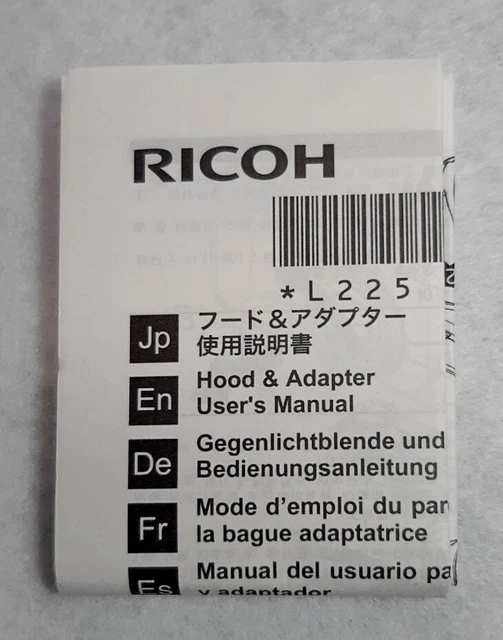 RICOH
*L225
Jp
フード＆アダプター
使用説明書
En
Hood & Adapter
User's Manual
De
Gegenlichtblende und
Bedienungsanleitung
Fr
Mode d'emploi du par
la bague adaptatrice
Es
Manual del usuario pa
y adaptador